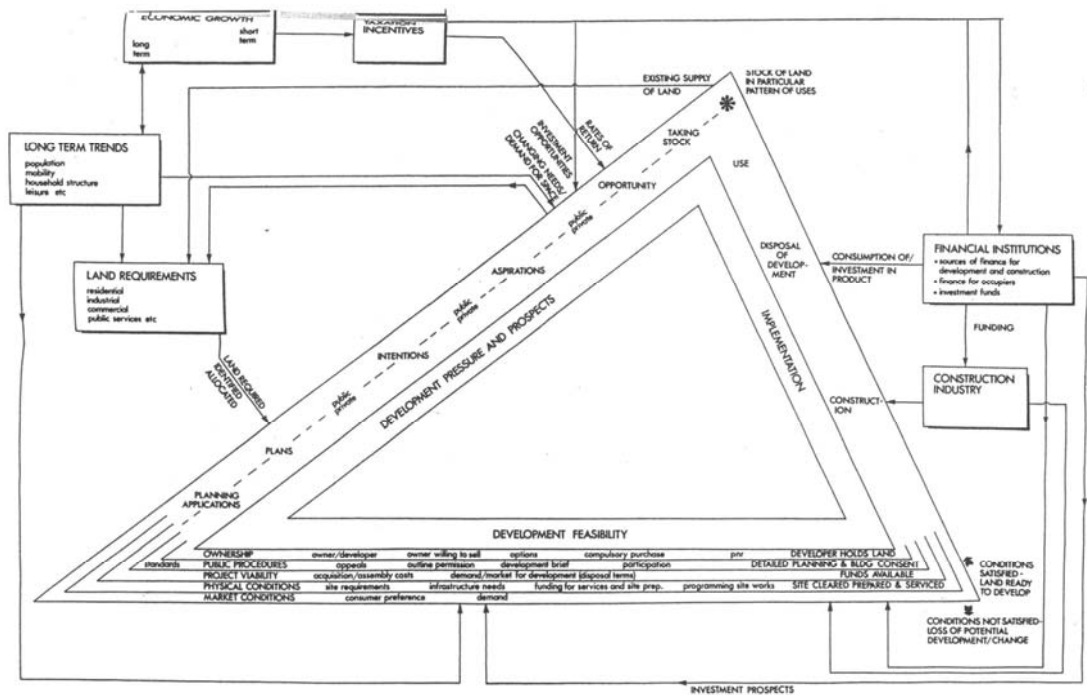 ECONOMIC GROWTH
short
term
long
term
TAXATION
INCENTIVES
EXISTING SUPPLY
OF LAND
STOCK OF LAND
IN PARTICULAR
PATTERN OF USES
LONG TERM TRENDS
population
mobility
household structure
leisure etc
INVESTMENT
OPPORTUNITIES
CHANGING NEEDS/
DEMAND FOR SPACE
RATES OF
RETURN
TAKING
STOCK
USE
OPPORTUNITY
public
private
ASPIRATIONS
public
private
INTENTIONS
public
private
PLANS
PLANNING
APPLICATIONS
LAND REQUIREMENTS
residential
industrial
commercial
public services etc
LAND REQUIRED
IDENTIFIED
ALLOCATED
DEVELOPMENT PRESSURE AND PROSPECTS
DISPOSAL
OF
DEVELOP-
MENT
IMPLEMENTATION
CONSTRUCT-
ION
CONSUMPTION OF/
INVESTMENT IN
PRODUCT
FINANCIAL INSTITUTIONS
• sources of finance for
development and construction
• finance for occupiers
• investment funds
FUNDING
CONSTRUCTION
INDUSTRY
DEVELOPMENT FEASIBILITY
OWNERSHIP owner/developer owner willing to sell options compulsory purchase pnr DEVELOPER HOLDS LAND
standards PUBLIC PROCEDURES appeals outline permission development brief participation DETAILED PLANNING & BLDG CONSENT
PROJECT VIABILITY acquisition/assembly costs demand/market for development (disposal terms) FUNDS AVAILABLE
PHYSICAL CONDITIONS site requirements infrastructure needs funding for services and site prep. programming site works SITE CLEARED PREPARED & SERVICED
MARKET CONDITIONS consumer preference demand
CONDITIONS
SATISFIED -
LAND READY
TO DEVELOP
CONDITIONS NOT SATISFIED-
LOSS OF POTENTIAL
DEVELOPMENT/CHANGE
INVESTMENT PROSPECTS